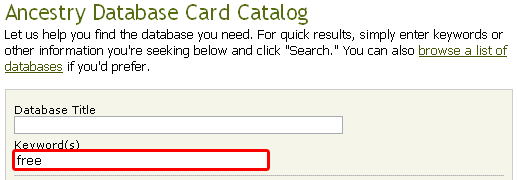 Ancestry Database Card Catalog
Let us help you find the database you need. For quick results, simply enter keywords or
other information you're seeking below and click "Search." You can also browse a list of
databases if you'd prefer.
Database Title
Keyword(s)
free